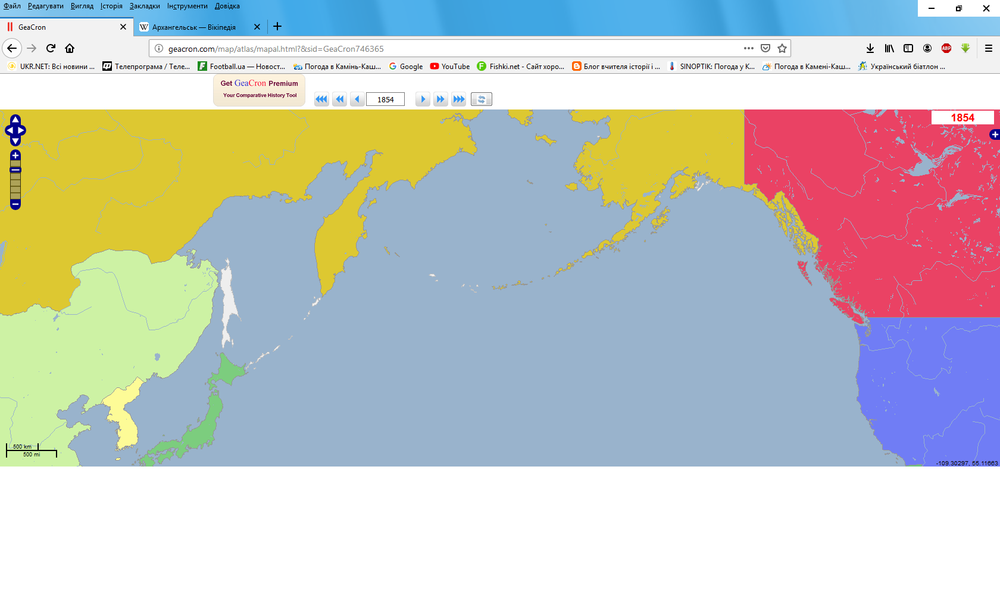 Файл Редагувати Вигляд Історія Закладки Інструменти Довідка
GeaCron
W Архангельськ — Вікіпедія
geacron.com/map/atlas/mapal.html?&sid=GeaCron746365
ABP
UKR.NET: Всі новини ... Телепрограма / Теле... F Football.ua — Новост... Погода в Камінь-Каш... G Google YouTube F Fishki.net - Сайт хоро... Блог вчителя історії і ... SINOPTIK: Погода у К... Погода в Камені-Каш... Український біатлон ...
Get GeaCron Premium
Your Comparative History Tool
1854
1854
500 km
500 mi
-109.30297, 55.11663